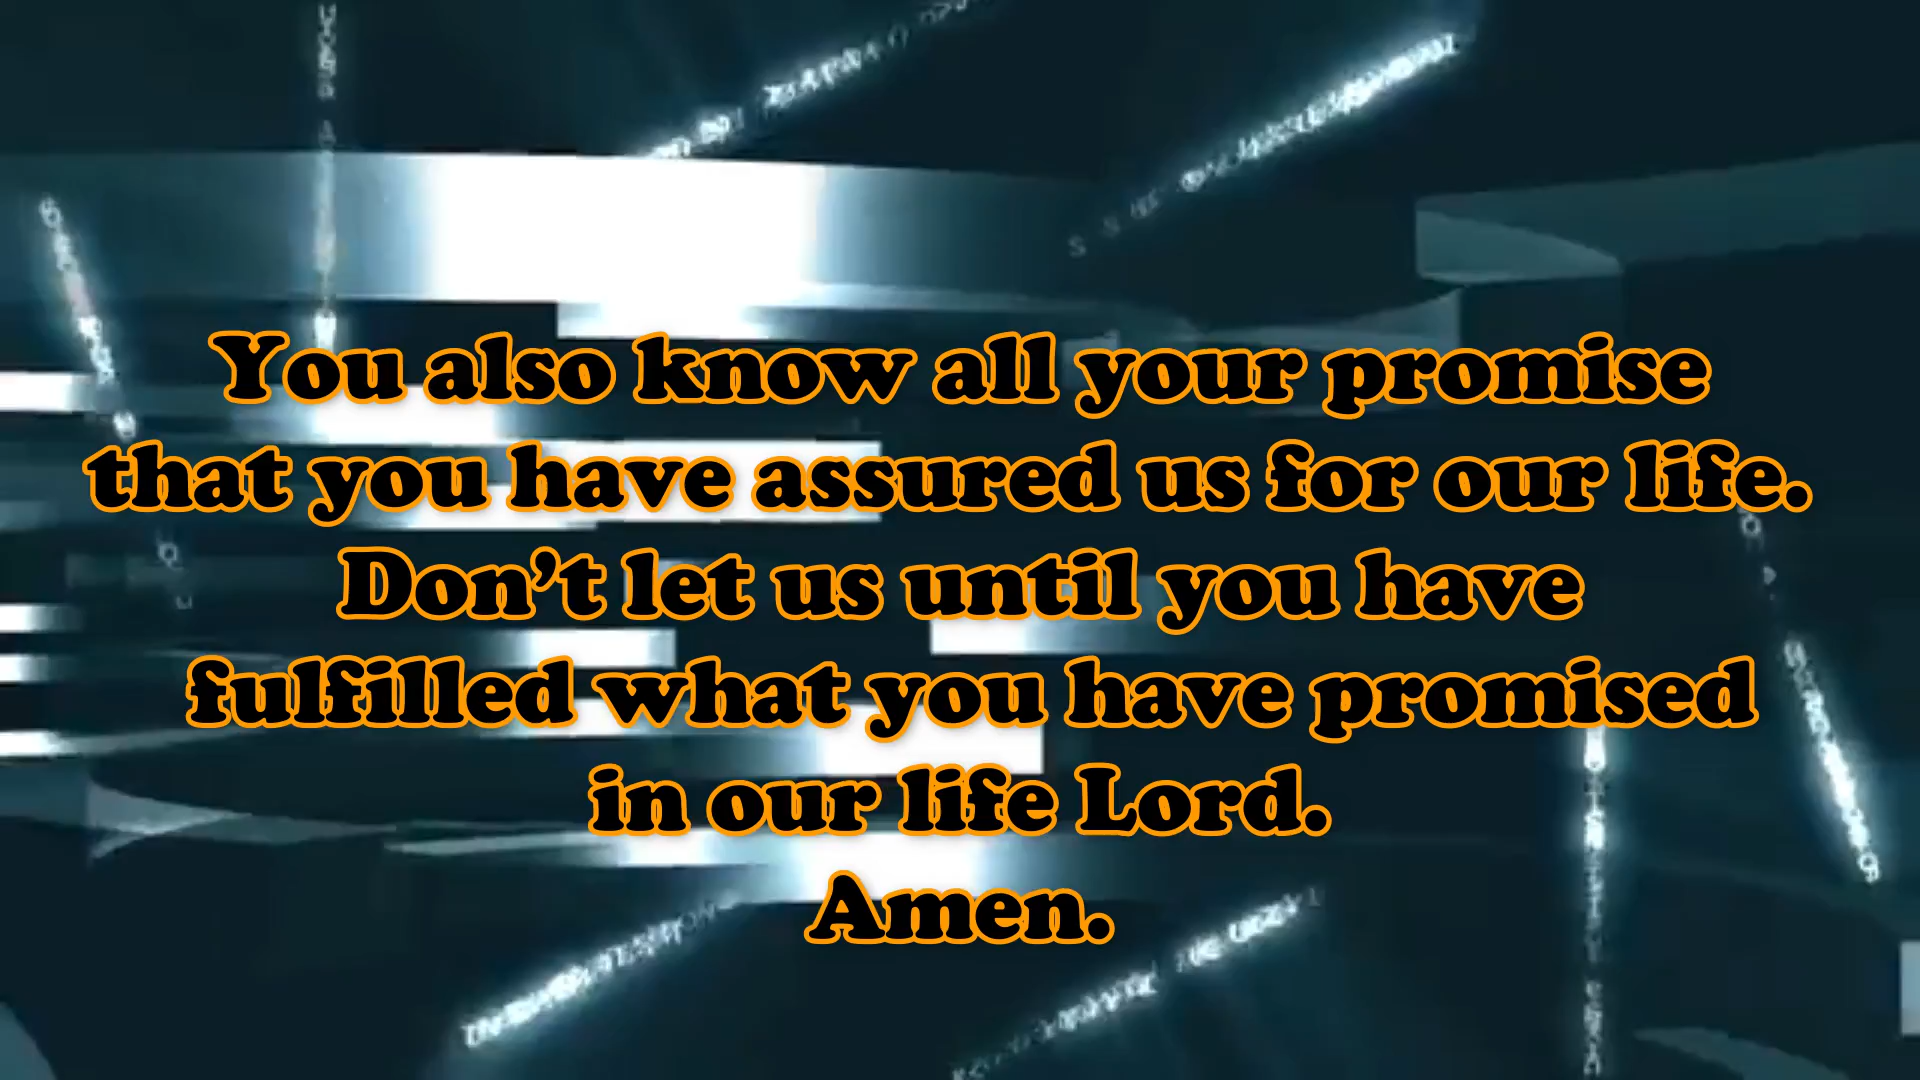 You also know all your promise
that you have assured us for our life.
Don’t let us until you have
fulfilled what you have promised
in our life Lord.
Amen.